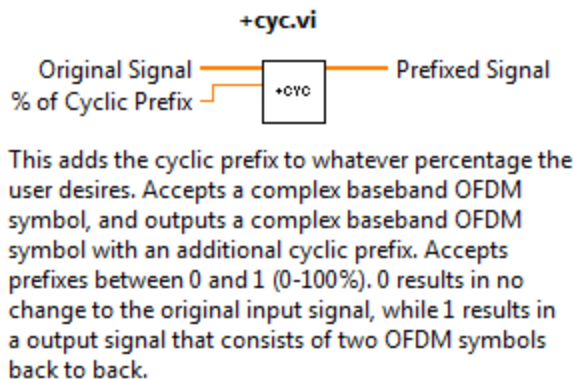 +cyc.vi
Original Signal
Prefixed Signal
% of Cyclic Prefix
+CYC
This adds the cyclic prefix to whatever percentage the
user desires. Accepts a complex baseband OFDM
symbol, and outputs a complex baseband OFDM
symbol with an additional cyclic prefix. Accepts
prefixes between 0 and 1 (0-100%). 0 results in no
change to the original input signal, while 1 results in
a output signal that consists of two OFDM symbols
back to back.